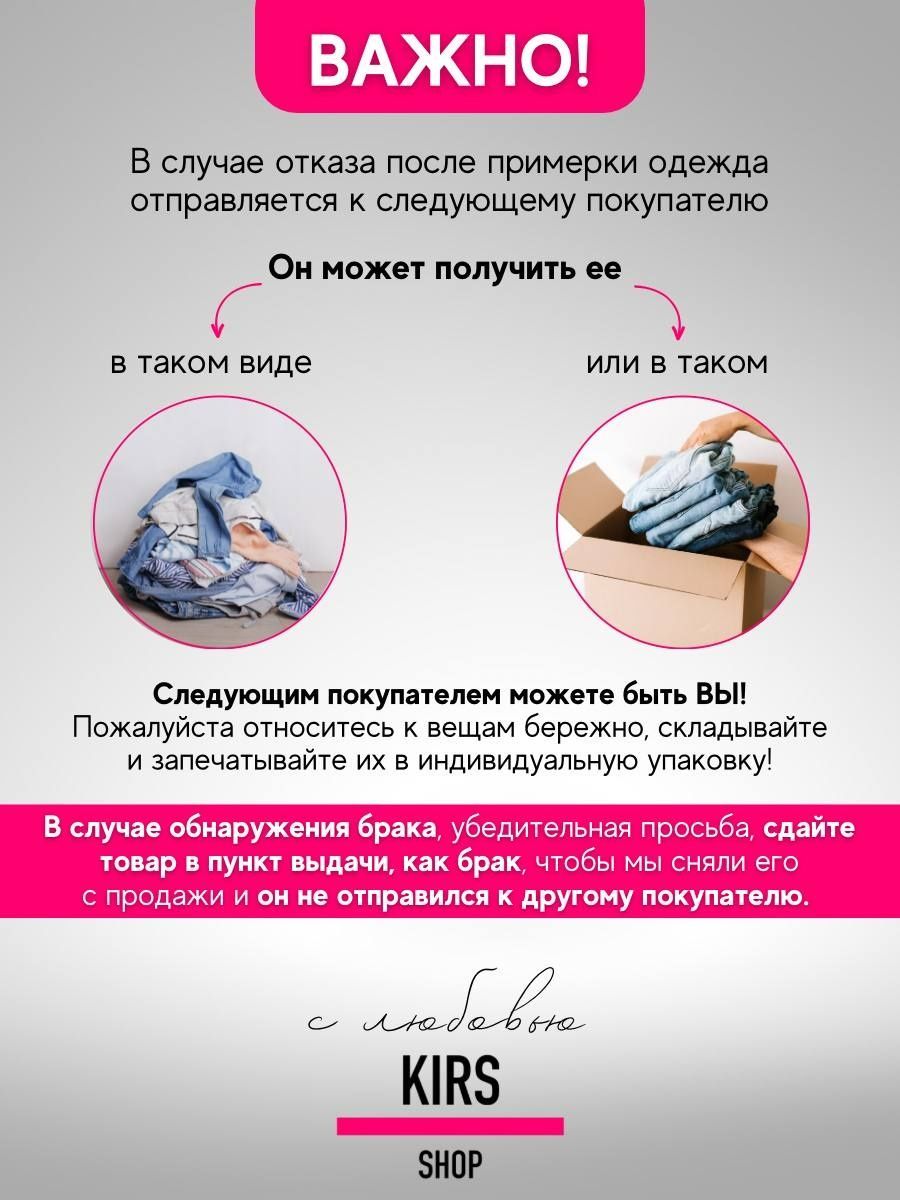 ВАЖНО!
В случае отказа после примерки одежда
отправляется к следующему покупателю
Он может получить ее
в таком виде
или в таком
Следующим покупателем можете быть ВЫ!
Пожалуйста относитесь к вещам бережно, складывайте
и запечатывайте их в индивидуальную упаковку!
В случае обнаружения брака, убедительная просьба, сдайте
товар в пункт выдачи, как брак, чтобы мы сняли его
с продажи и он не отправился к другому покупателю.
с любовью
KIRS
SHOP